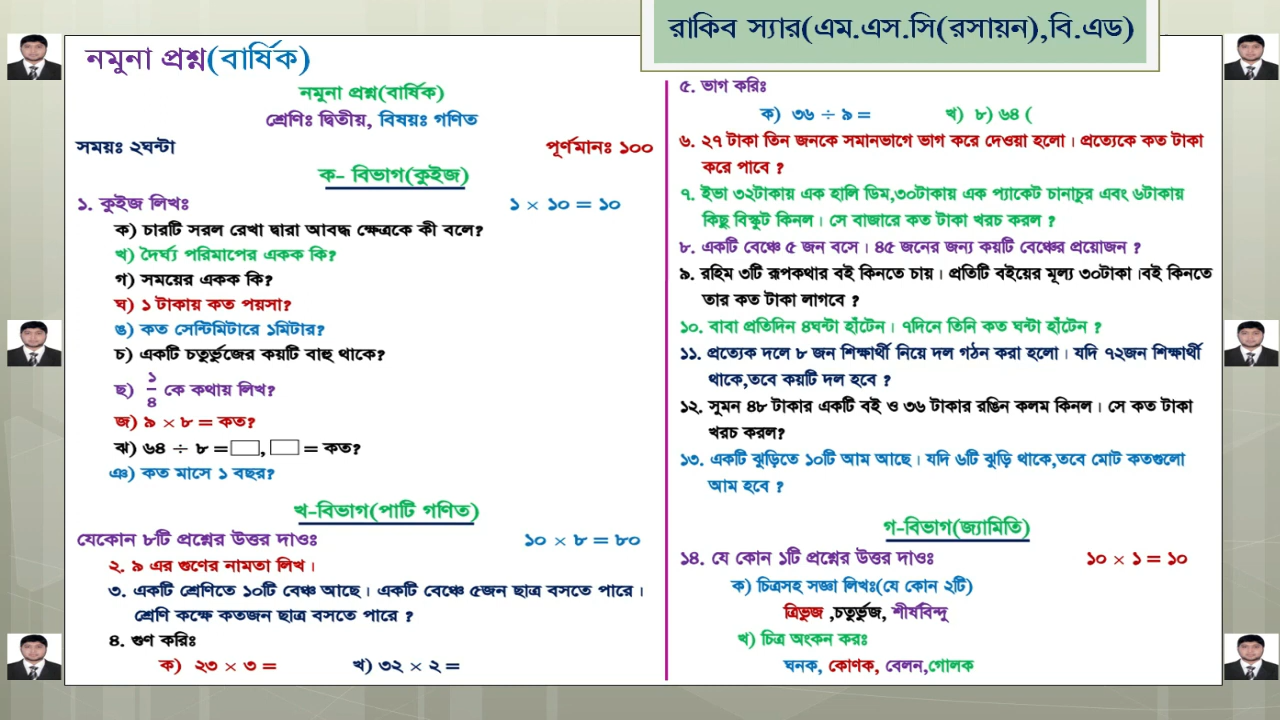 রাকিব স্যার(এম.এস.সি(রসায়ন),বি.এড)
নমুনা প্রশ্ন(বার্ষিক)
নমুনা প্রশ্ন(বার্ষিক)
শ্রেণিঃ দ্বিতীয়, বিষয়ঃ গণিত
সময়ঃ ২ঘন্টা পূর্ণমানঃ ১০০
ক- বিভাগ(কুইজ)
১. কুইজ লিখঃ ১ × ১০ = ১০
ক) চারটি সরল রেখা দ্বারা আবদ্ধ ক্ষেত্রকে কী বলে?
খ) দৈর্ঘ্য পরিমাপের একক কি?
গ) সময়ের একক কি?
ঘ) ১ টাকায় কত পয়সা?
ঙ) কত সেন্টিমিটারে ১মিটার?
চ) একটি চতুর্ভুজের কয়টি বাহু থাকে?
ছ) ১/৪ কে কথায় লিখ?
জ) ৯ × ৮ = কত?
ঝ) ৬৪ ÷ ৮ = □, □ = কত?
ঞ) কত মাসে ১ বছর?
খ-বিভাগ(পাটি গণিত)
যেকোন ৮টি প্রশ্নের উত্তর দাওঃ ১০ × ৮ = ৮০
২. ৯ এর গুণের নামতা লিখ।
৩. একটি শ্রেণিতে ১০টি বেঞ্চ আছে। একটি বেঞ্চে ৫জন ছাত্র বসতে পারে।
শ্রেণি কক্ষে কতজন ছাত্র বসতে পারে ?
৪. গুণ করিঃ
ক) ২৩ × ৩ = খ) ৩২ × ২ =
৫. ভাগ করিঃ
ক) ৩৬ ÷ ৯ = খ) ৮) ৬৪ (
৬. ২৭ টাকা তিন জনকে সমানভাগে ভাগ করে দেওয়া হলো। প্রত্যেকে কত টাকা
করে পাবে ?
৭. ইভা ৩২টাকায় এক হালি ডিম,৩০টাকায় এক প্যাকেট চানাচুর এবং ৬টাকায়
কিছু বিস্কুট কিনল। সে বাজারে কত টাকা খরচ করল ?
৮. একটি বেঞ্চে ৫ জন বসে। ৪৫ জনের জন্য কয়টি বেঞ্চের প্রয়োজন ?
৯. রহিম ৩টি রূপকথার বই কিনতে চায়। প্রতিটি বইয়ের মূল্য ৩০টাকা ।বই কিনতে
তার কত টাকা লাগবে ?
১০. বাবা প্রতিদিন ৪ঘন্টা হাঁটেন। ৭দিনে তিনি কত ঘন্টা হাঁটেন ?
১১. প্রত্যেক দলে ৮ জন শিক্ষার্থী নিয়ে দল গঠন করা হলো। যদি ৭২জন শিক্ষার্থী
থাকে,তবে কয়টি দল হবে ?
১২. সুমন ৪৮ টাকার একটি বই ও ৩৬ টাকার রঙিন কলম কিনল। সে কত টাকা
খরচ করল?
১৩. একটি ঝুড়িতে ১০টি আম আছে। যদি ৬টি ঝুড়ি থাকে,তবে মোট কতগুলো
আম হবে ?
গ-বিভাগ(জ্যামিতি)
১৪. যে কোন ১টি প্রশ্নের উত্তর দাওঃ ১০ × ১ = ১০
ক) চিত্রসহ সজ্ঞা লিখঃ(যে কোন ২টি)
ত্রিভুজ ,চতুর্ভুজ, শীর্ষবিন্দু
খ) চিত্র অংকন করঃ
ঘনক, কোণক, বেলন,গোলক